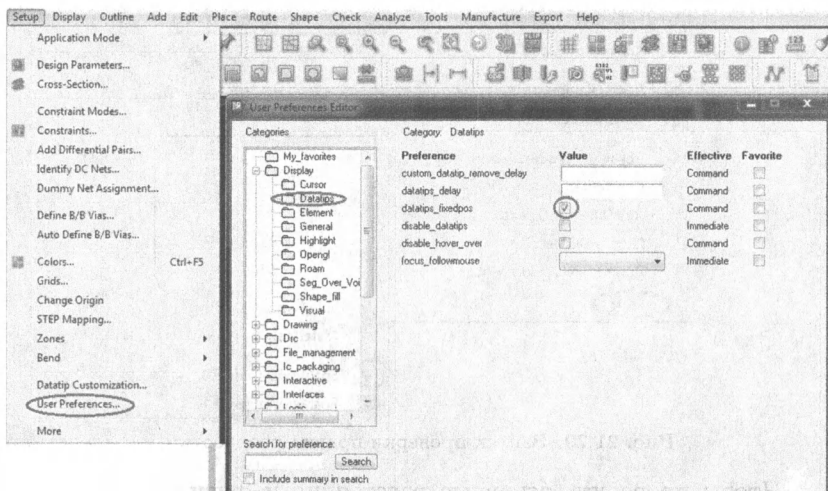 Setup Display Outline Add Edit Place Route Shape Check Analyze Tools Manufacture Export Help
Application Mode
Design Parameters...
Cross-Section...
Constraint Modes...
Constraints...
Add Differential Pairs...
Identify DC Nets...
Dummy Net Assignment...
Define B/B Vias...
Auto Define B/B Vias...
Colors... Ctrl+F5
Grids...
Change Origin
STEP Mapping...
Zones
Bend
Datatip Customization...
User Preferences...
More
User Preferences Editor
Categories
My_favorites
Display
Cursor
Datatips
Element
General
Highlight
Opengl
Roam
Seg_Over_Voi
Shape_fill
Visual
Drawing
Drc
File_management
Ic_packaging
Interactive
Interfaces
Logic
Search for preference:
Search
Include summary in search
Category: Datatips
Preference Value Effective Favorite
custom_datatip_remove_delay Command
datatips_delay Command
datatips_fixedpos Command
disable_datatips Immediate
disable_hover_over Command
focus_followmouse Immediate